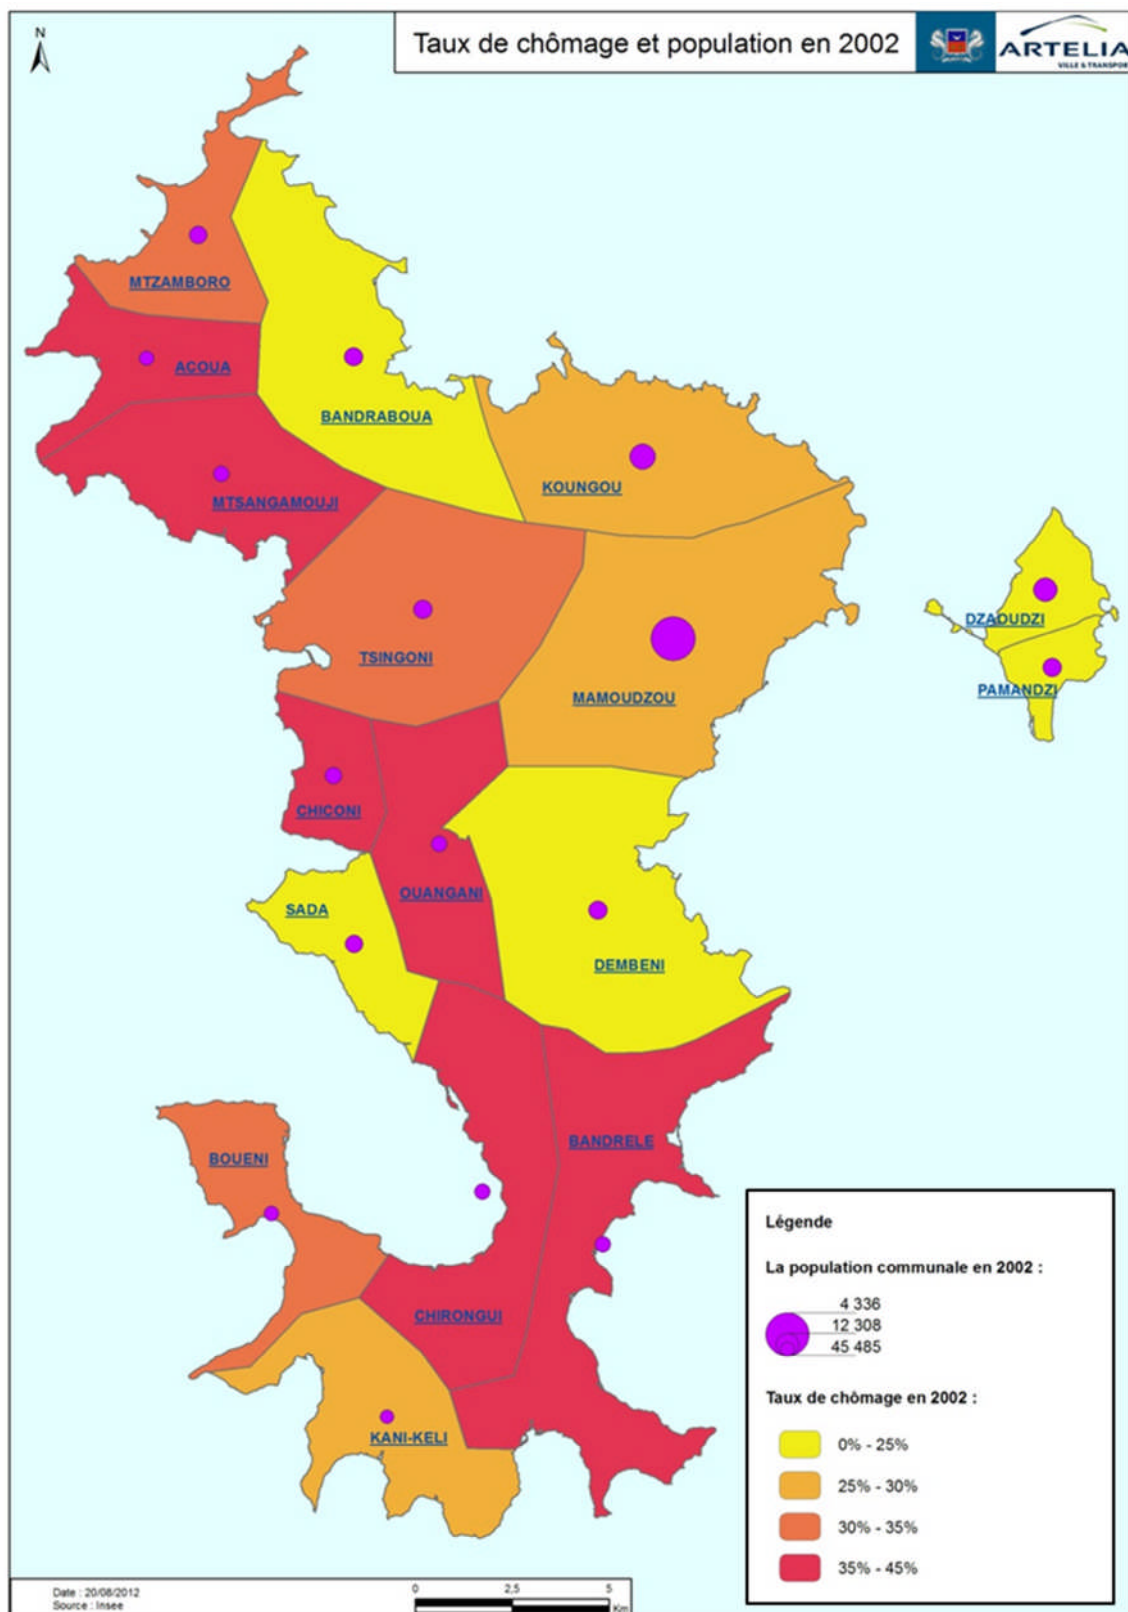 Taux de chômage et population en 2002
ARTELIA
VILLE & TRANSPORT
N
MTZAMBORO
ACOUA
BANDRABOUA
MTSANGAMOUJI
KOUNGOU
TSINGONI
MAMOUDZOU
DZAOUDZI
PAMANDZI
CHICONI
OUANGANI
SADA
DEMBENI
BANDRELE
BOUENI
CHIRONGUI
KANI-KELI
Légende
La population communale en 2002 :
4 336
12 308
45 485
Taux de chômage en 2002 :
0% - 25%
25% - 30%
30% - 35%
35% - 45%
Date : 20/08/2012
Source : Insee
0 2,5 5
Km